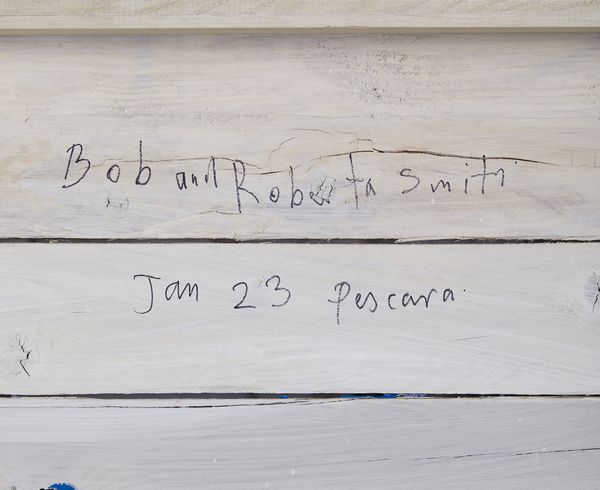 Bob and Roberta Smith
Jan 23 Pescara.